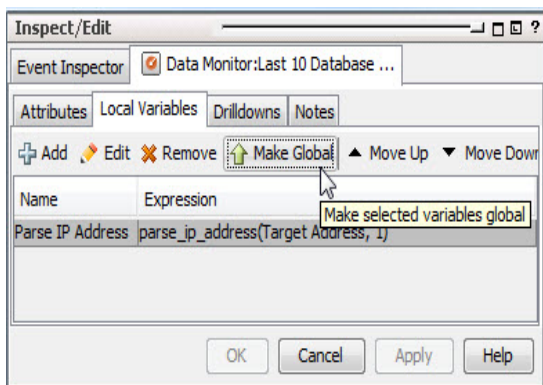 Inspect/Edit ?
Event Inspector Data Monitor:Last 10 Database ...
Attributes Local Variables Drilldowns Notes
Add Edit Remove Make Global Move Up Move Down
Name Expression
Make selected variables global
Parse IP Address parse_ip_address(Target Address, 1)
OK Cancel Apply Help